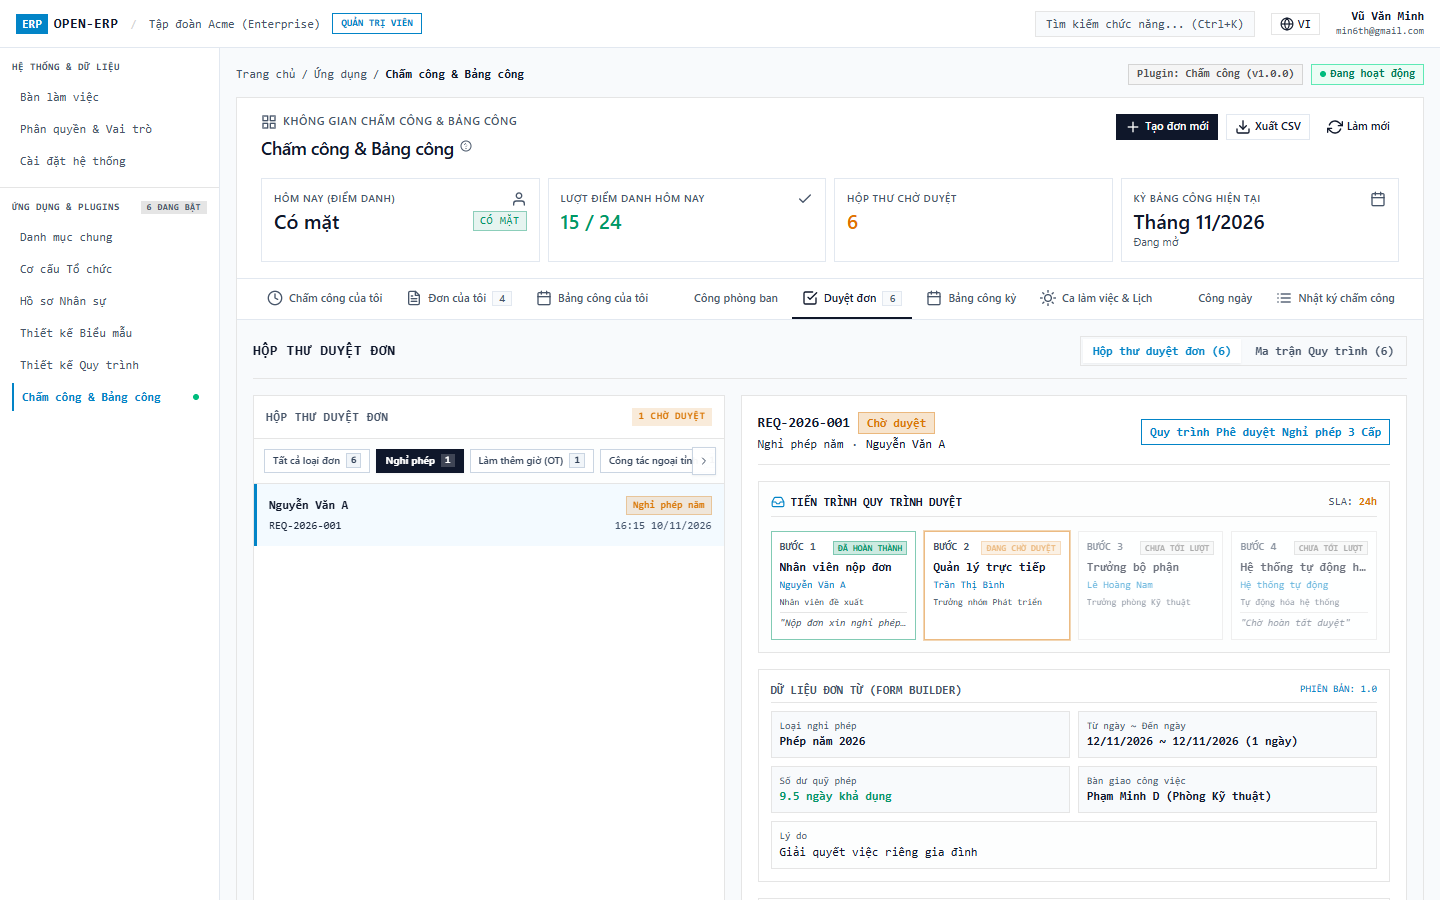 ERP OPEN-ERP / Tập đoàn Acme (Enterprise) QUẢN TRỊ VIÊN
Tìm kiếm chức năng... (Ctrl+K)
VI
Vũ Văn Minh
min6th@gmail.com
HỆ THỐNG & DỮ LIỆU
Bàn làm việc
Phân quyền & Vai trò
Cài đặt hệ thống
ỨNG DỤNG & PLUGINS 6 ĐANG BẬT
Danh mục chung
Cơ cấu Tổ chức
Hồ sơ Nhân sự
Thiết kế Biểu mẫu
Thiết kế Quy trình
Chấm công & Bảng công
Trang chủ / Ứng dụng / Chấm công & Bảng công
Plugin: Chấm công (v1.0.0)
Đang hoạt động
KHÔNG GIAN CHẤM CÔNG & BẢNG CÔNG
Chấm công & Bảng công
Tạo đơn mới
Xuất CSV
Làm mới
HÔM NAY (ĐIỂM DANH)
Có mặt
CÓ MẶT
LƯỢT ĐIỂM DANH HÔM NAY
15 / 24
HỘP THƯ CHỜ DUYỆT
6
KỲ BẢNG CÔNG HIỆN TẠI
Tháng 11/2026
Đang mở
Chấm công của tôi
Đơn của tôi 4
Bảng công của tôi
Công phòng ban
Duyệt đơn 6
Bảng công kỳ
Ca làm việc & Lịch
Công ngày
Nhật ký chấm công
HỘP THƯ DUYỆT ĐƠN
Hộp thư duyệt đơn (6)
Ma trận Quy trình (6)
HỘP THƯ DUYỆT ĐƠN
1 CHỜ DUYỆT
Tất cả loại đơn 6
Nghỉ phép 1
Làm thêm giờ (OT) 1
Công tác ngoại tỉn
Nguyễn Văn A
Nghỉ phép năm
REQ-2026-001
16:15 10/11/2026
REQ-2026-001 Chờ duyệt
Nghỉ phép năm · Nguyễn Văn A
Quy trình Phê duyệt Nghỉ phép 3 Cấp
TIẾN TRÌNH QUY TRÌNH DUYỆT
SLA: 24h
BƯỚC 1 ĐÃ HOÀN THÀNH
Nhân viên nộp đơn
Nguyễn Văn A
Nhân viên đề xuất
"Nộp đơn xin nghỉ phép…
BƯỚC 2 ĐANG CHỜ DUYỆT
Quản lý trực tiếp
Trần Thị Bình
Trưởng nhóm Phát triển
BƯỚC 3 CHƯA TỚI LƯỢT
Trưởng bộ phận
Lê Hoàng Nam
Trưởng phòng Kỹ thuật
BƯỚC 4 CHƯA TỚI LƯỢT
Hệ thống tự động h…
Hệ thống tự động
Tự động hóa hệ thống
"Chờ hoàn tất duyệt"
DỮ LIỆU ĐƠN TỪ (FORM BUILDER)
PHIÊN BẢN: 1.0
Loại nghỉ phép
Phép năm 2026
Từ ngày ~ Đến ngày
12/11/2026 ~ 12/11/2026 (1 ngày)
Số dư quỹ phép
9.5 ngày khả dụng
Bàn giao công việc
Phạm Minh D (Phòng Kỹ thuật)
Lý do
Giải quyết việc riêng gia đình